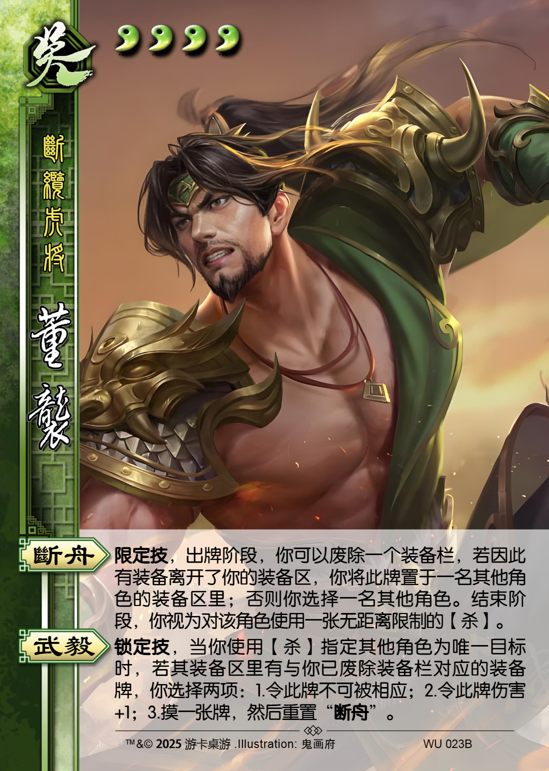 吴
斷纜虎将
董襲
斷舟
限定技，出牌阶段，你可以废除一个装备栏，若因此
有装备离开了你的装备区，你将此牌置于一名其他角
色的装备区里；否则你选择一名其他角色。结束阶
段，你视为对该角色使用一张无距离限制的【杀】。
武毅
锁定技，当你使用【杀】指定其他角色为唯一目标
时，若其装备区里有与你已废除装备栏对应的装备
牌，你选择两项：1.令此牌不可被相应；2.令此牌伤害
+1；3.摸一张牌，然后重置“断舟”。
™&© 2025 游卡桌游 .Illustration: 鬼画府
WU 023B